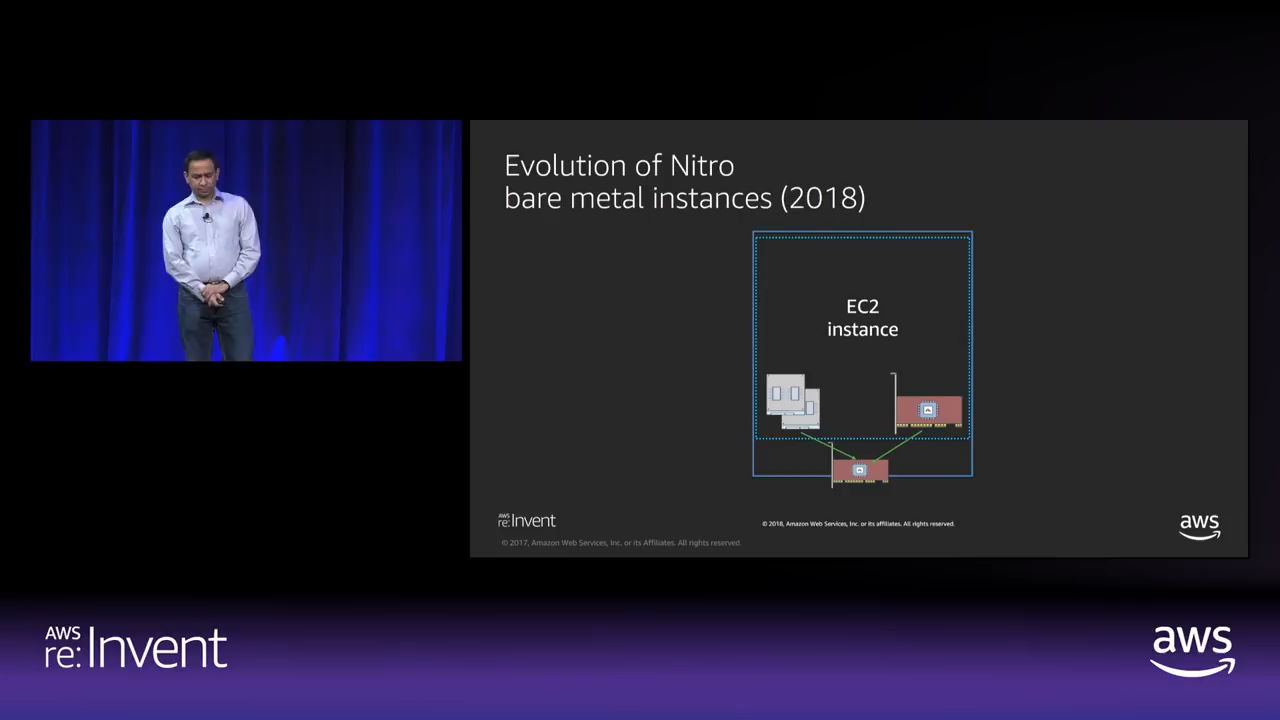 Evolution of Nitro
bare metal instances (2018)
EC2
instance
AWS
re:Invent
© 2018, Amazon Web Services, Inc. or its affiliates. All rights reserved.
aws
© 2017, Amazon Web Services, Inc. or its Affiliates. All rights reserved.
AWS
re:Invent
aws